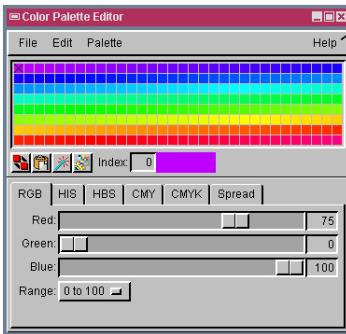 Color Palette Editor
File Edit Palette Help
Index: 0
RGB HIS HBS CMY CMYK Spread
Red: 75
Green: 0
Blue: 100
Range: 0 to 100